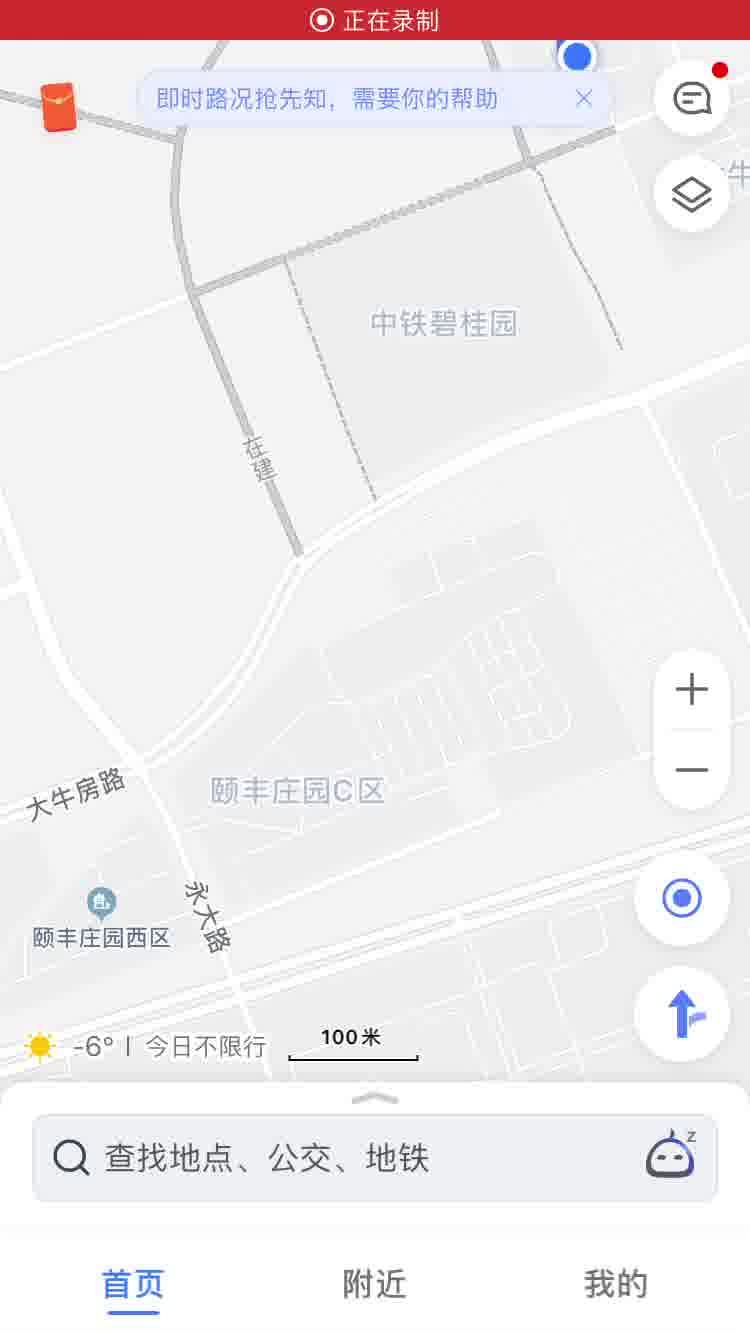 正在录制
即时路况抢先知，需要你的帮助
牛
中铁碧桂园
在建
大牛房路
颐丰庄园C区
永大路
颐丰庄园西区
-6° | 今日不限行
100米
查找地点、公交、地铁
z
首页
附近
我的